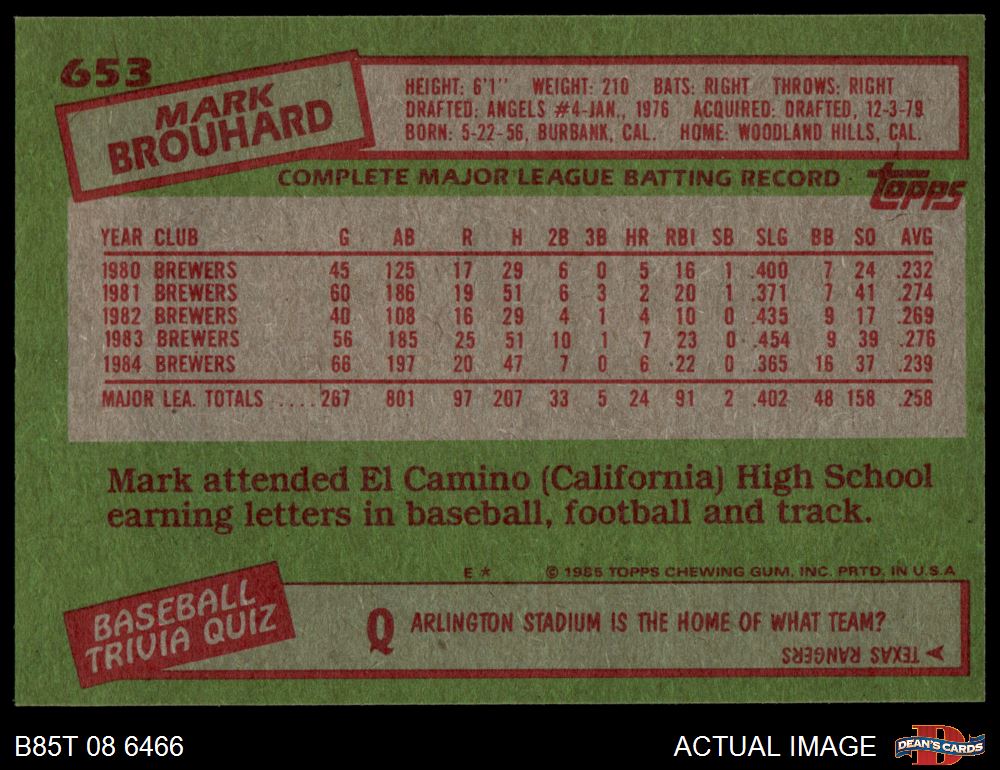 653
MARK
BROUHARD
HEIGHT: 6'1" WEIGHT: 210 BATS: RIGHT THROWS: RIGHT
DRAFTED: ANGELS #4-JAN., 1976 ACQUIRED: DRAFTED, 12-3-79
BORN: 5-22-56, BURBANK, CAL. HOME: WOODLAND HILLS, CAL.
COMPLETE MAJOR LEAGUE BATTING RECORD
topps
YEAR CLUB G AB R H 2B 3B HR RBI SB SLG BB SO AVG
1980 BREWERS 45 125 17 29 6 0 5 16 1 .400 7 24 .232
1981 BREWERS 60 186 19 51 6 3 2 20 1 .371 7 41 .274
1982 BREWERS 40 108 16 29 4 1 4 10 0 .435 9 17 .269
1983 BREWERS 56 185 25 51 10 1 7 23 0 .454 9 39 .276
1984 BREWERS 66 197 20 47 7 0 6 22 0 .365 16 37 .239
MAJOR LEA. TOTALS ....267 801 97 207 33 5 24 91 2 .402 48 158 .258
Mark attended El Camino (California) High School
earning letters in baseball, football and track.
E * © 1985 TOPPS CHEWING GUM, INC. PRTD. IN U.S.A
BASEBALL
TRIVIA QUIZ
Q ARLINGTON STADIUM IS THE HOME OF WHAT TEAM?
A TEXAS RANGERS
B85T 08 6466
ACTUAL IMAGE
D
DEAN'S CARDS